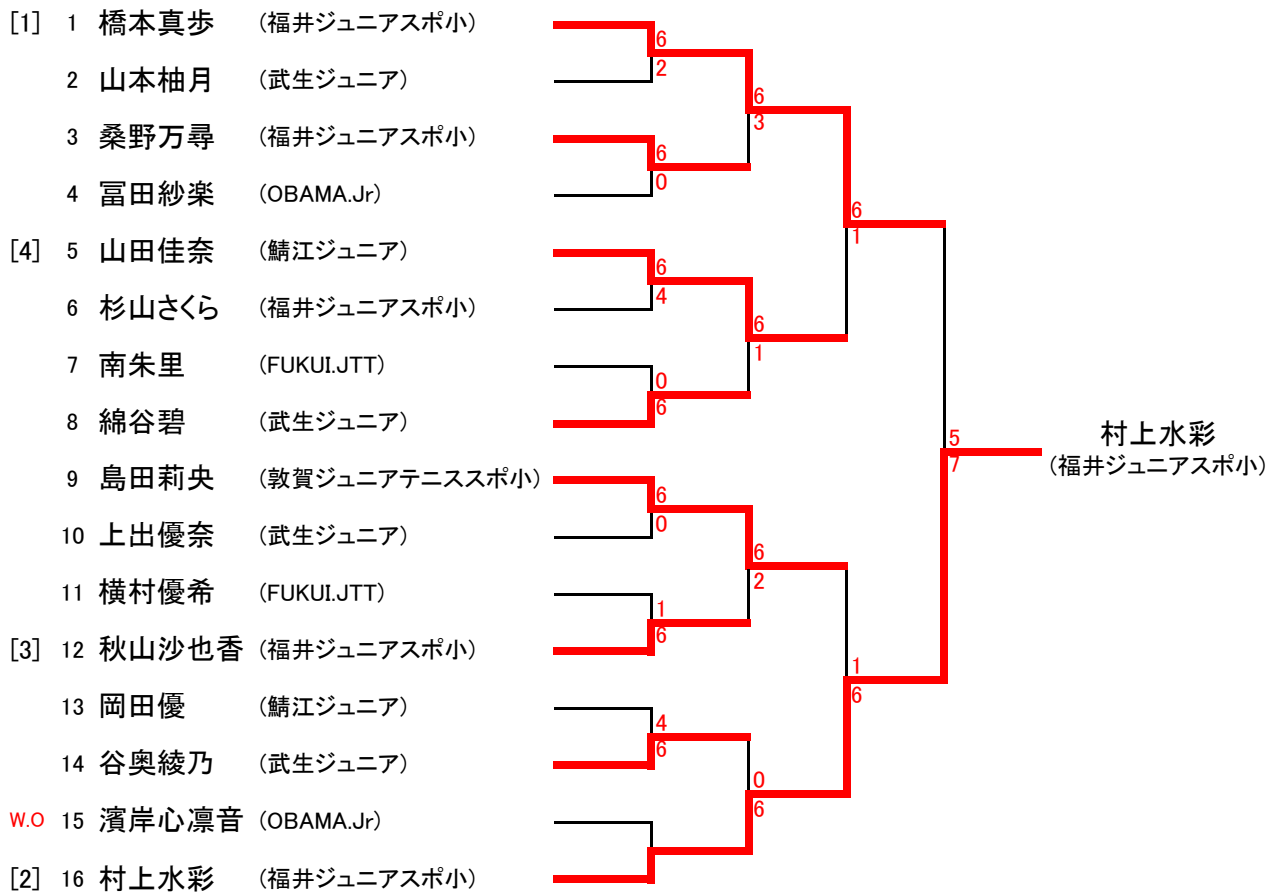 [1] 1 橋本真歩 (福井ジュニアスポ小)
6
2
2 山本柚月 (武生ジュニア)
6
3
3 桑野万尋 (福井ジュニアスポ小)
6
0
4 冨田紗楽 (OBAMA.Jr)
6
1
[4] 5 山田佳奈 (鯖江ジュニア)
6
4
6 杉山さくら (福井ジュニアスポ小)
6
1
7 南朱里 (FUKUI.JTT)
0
6
8 綿谷碧 (武生ジュニア)
5
7
村上水彩
(福井ジュニアスポ小)
9 島田莉央 (敦賀ジュニアテニススポ小)
6
0
10 上出優奈 (武生ジュニア)
6
2
11 横村優希 (FUKUI.JTT)
1
6
[3] 12 秋山沙也香 (福井ジュニアスポ小)
1
6
13 岡田優 (鯖江ジュニア)
4
6
14 谷奥綾乃 (武生ジュニア)
0
6
W.O 15 濱岸心凛音 (OBAMA.Jr)
[2] 16 村上水彩 (福井ジュニアスポ小)